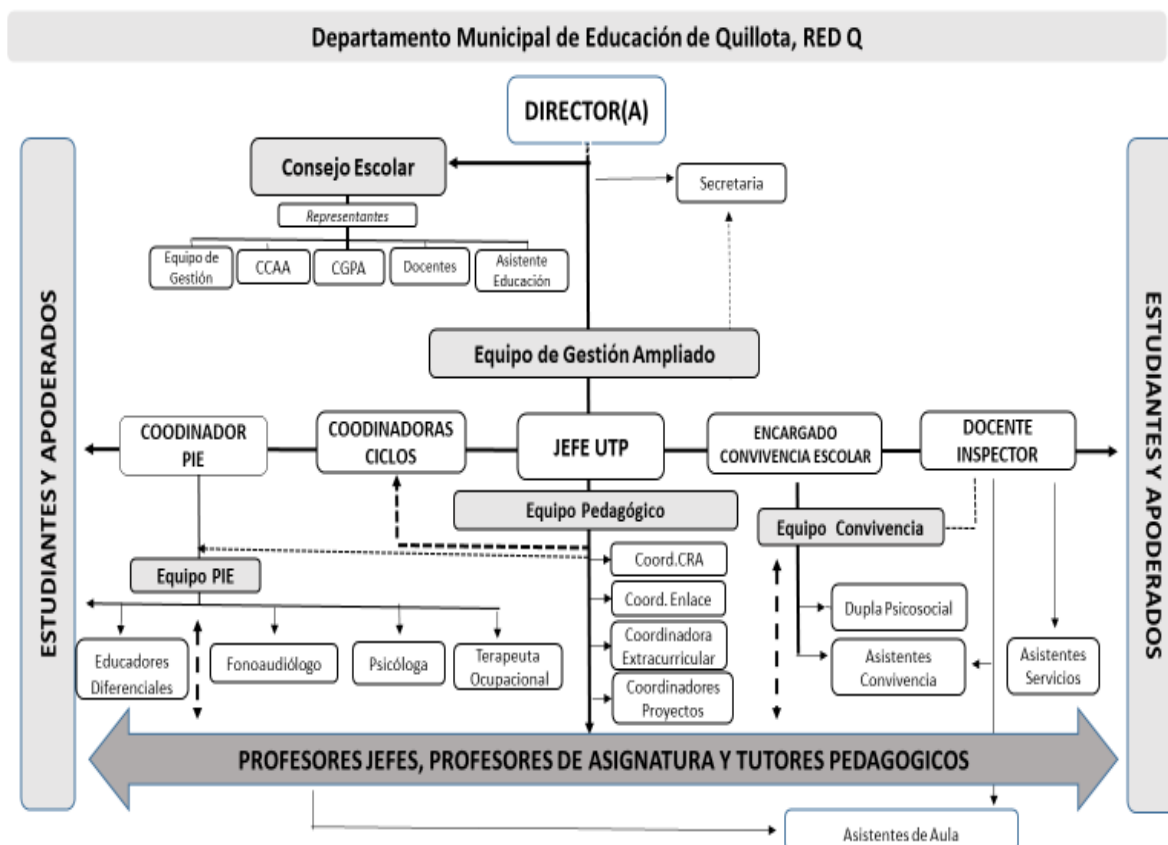 Departamento Municipal de Educación de Quillota, RED Q
DIRECTOR(A)
Consejo Escolar
Secretaria
Representantes
Equipo de
Gestión
CCAA
CGPA
Docentes
Asistente
Educación
ESTUDIANTES Y APODERADOS
ESTUDIANTES Y APODERADOS
Equipo de Gestión Ampliado
COODINADOR
PIE
COODINADORAS
CICLOS
JEFE UTP
ENCARGADO
CONVIVENCIA ESCOLAR
DOCENTE
INSPECTOR
Equipo Pedagógico
Equipo Convivencia
Equipo PIE
Coord.CRA
Coord. Enlace
Coordinadora
Extracurricular
Coordinadores
Proyectos
Dupla Psicosocial
Asistentes
Convivencia
Asistentes
Servicios
Educadores
Diferenciales
Fonoaudiólogo
Psicóloga
Terapeuta
Ocupacional
PROFESORES JEFES, PROFESORES DE ASIGNATURA Y TUTORES PEDAGOGICOS
Asistentes de Aula